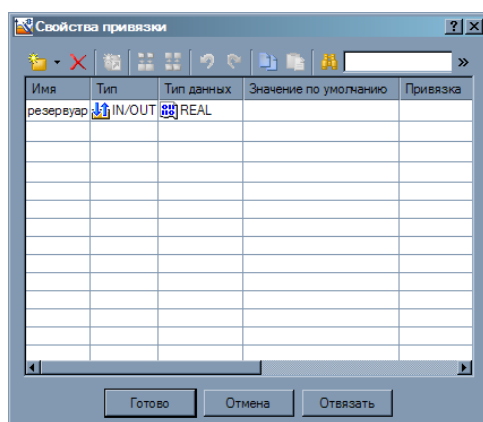 Свойства привязки
Имя Тип Тип данных Значение по умолчанию Привязка
резервуар IN/OUT REAL
Готово Отмена Отвязать